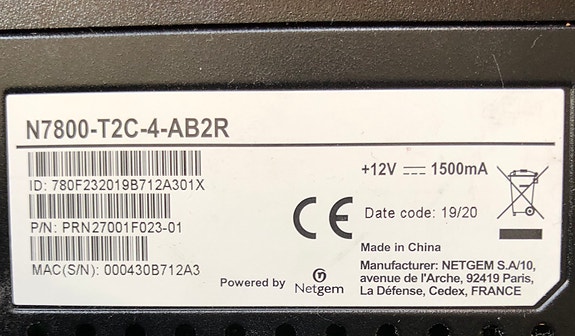 N7800-T2C-4-AB2R
ID: 780F232019B712A301X
P/N: PRN27001F023-01
MAC(S/N): 000430B712A3
+12V ⎓ 1500mA
CE
Date code: 19/20
Made in China
Powered by Netgem
Manufacturer: NETGEM S.A/10,
avenue de l'Arche, 92419 Paris,
La Défense, Cedex, FRANCE